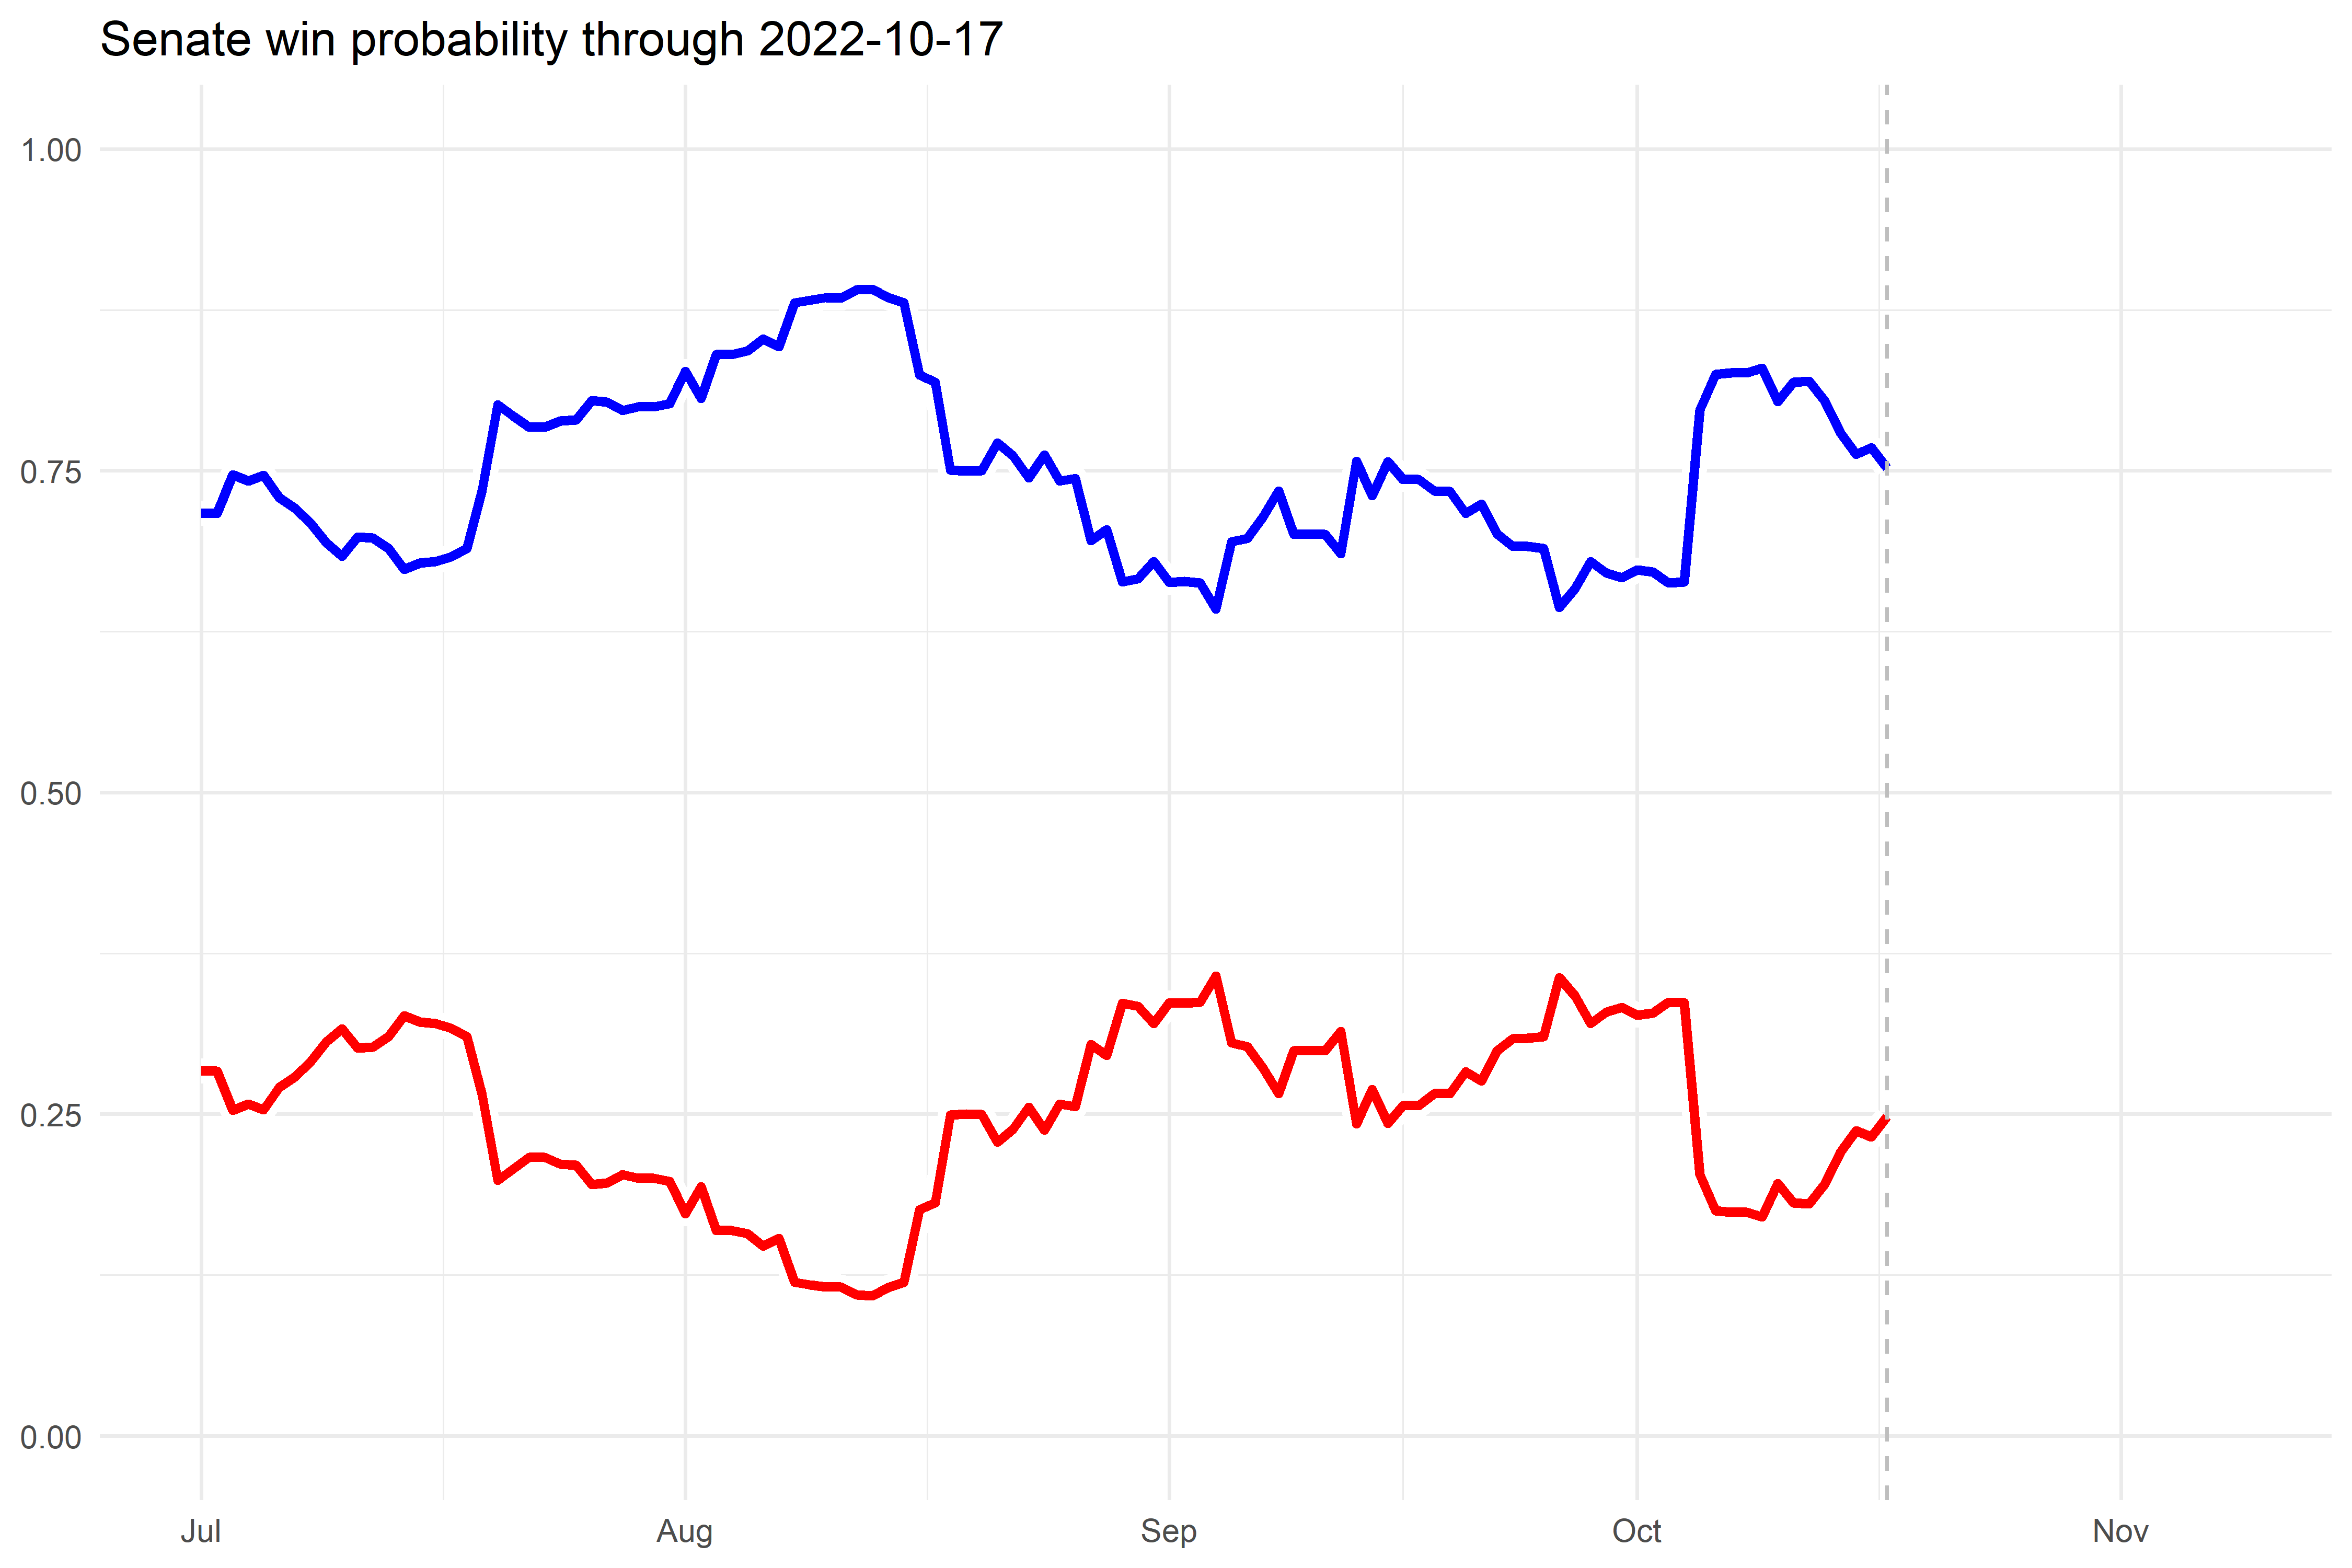 Senate win probability through 2022-10-17
1.00
0.75
0.50
0.25
0.00
Jul Aug Sep Oct Nov